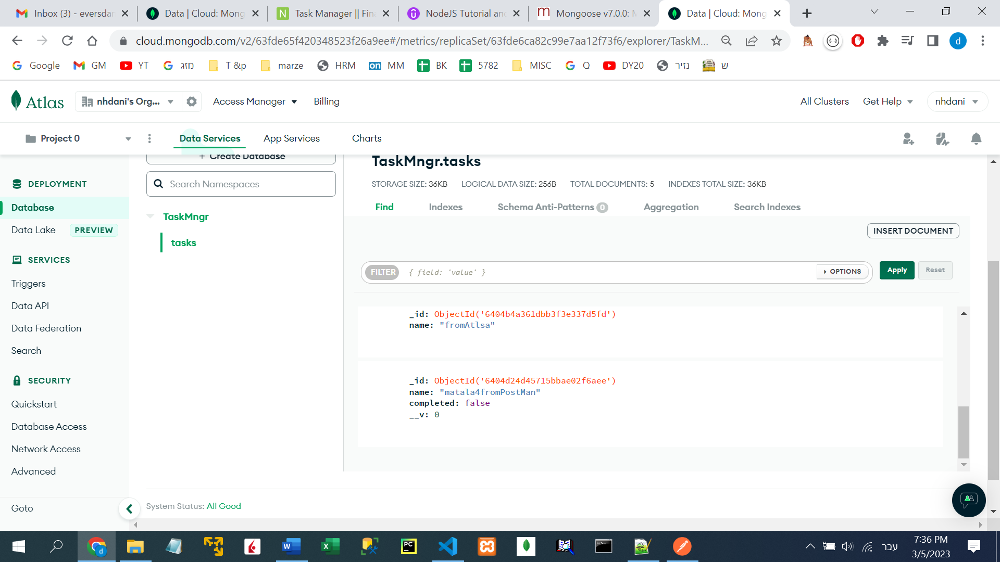 Inbox (3) - eversdar
Data | Cloud: Mong
Task Manager || Fina
NodeJS Tutorial and
Mongoose v7.0.0: M
Data | Cloud: Mong
cloud.mongodb.com/v2/63fde65f420348523f26a9ee#/metrics/replicaSet/63fde6ca82c99e7aa12f73f6/explorer/TaskM...
d
Google GM YT מזג T &p marze HRM on MM BK 5782 MISC Q DY20 נזיר ש
Atlas nhdani's Org... Access Manager Billing All Clusters Get Help nhdani
Project 0 Data Services App Services Charts
+ Create Database
TaskMngr.tasks
DEPLOYMENT
Search Namespaces
STORAGE SIZE: 36KB LOGICAL DATA SIZE: 256B TOTAL DOCUMENTS: 5 INDEXES TOTAL SIZE: 36KB
Database
Find Indexes Schema Anti-Patterns 0 Aggregation Search Indexes
TaskMngr
Data Lake PREVIEW
INSERT DOCUMENT
tasks
SERVICES
FILTER { field: 'value' } OPTIONS Apply Reset
Triggers
Data API
_id: ObjectId('6404b4a361dbb3f3e337d5fd')
name: "fromAtlsa"
Data Federation
Search
SECURITY
_id: ObjectId('6404d24d45715bbae02f6aee')
name: "matala4fromPostMan"
completed: false
__v: 0
Quickstart
Database Access
Network Access
Advanced
Goto
System Status: All Good
7:36 PM
עבר
3/5/2023